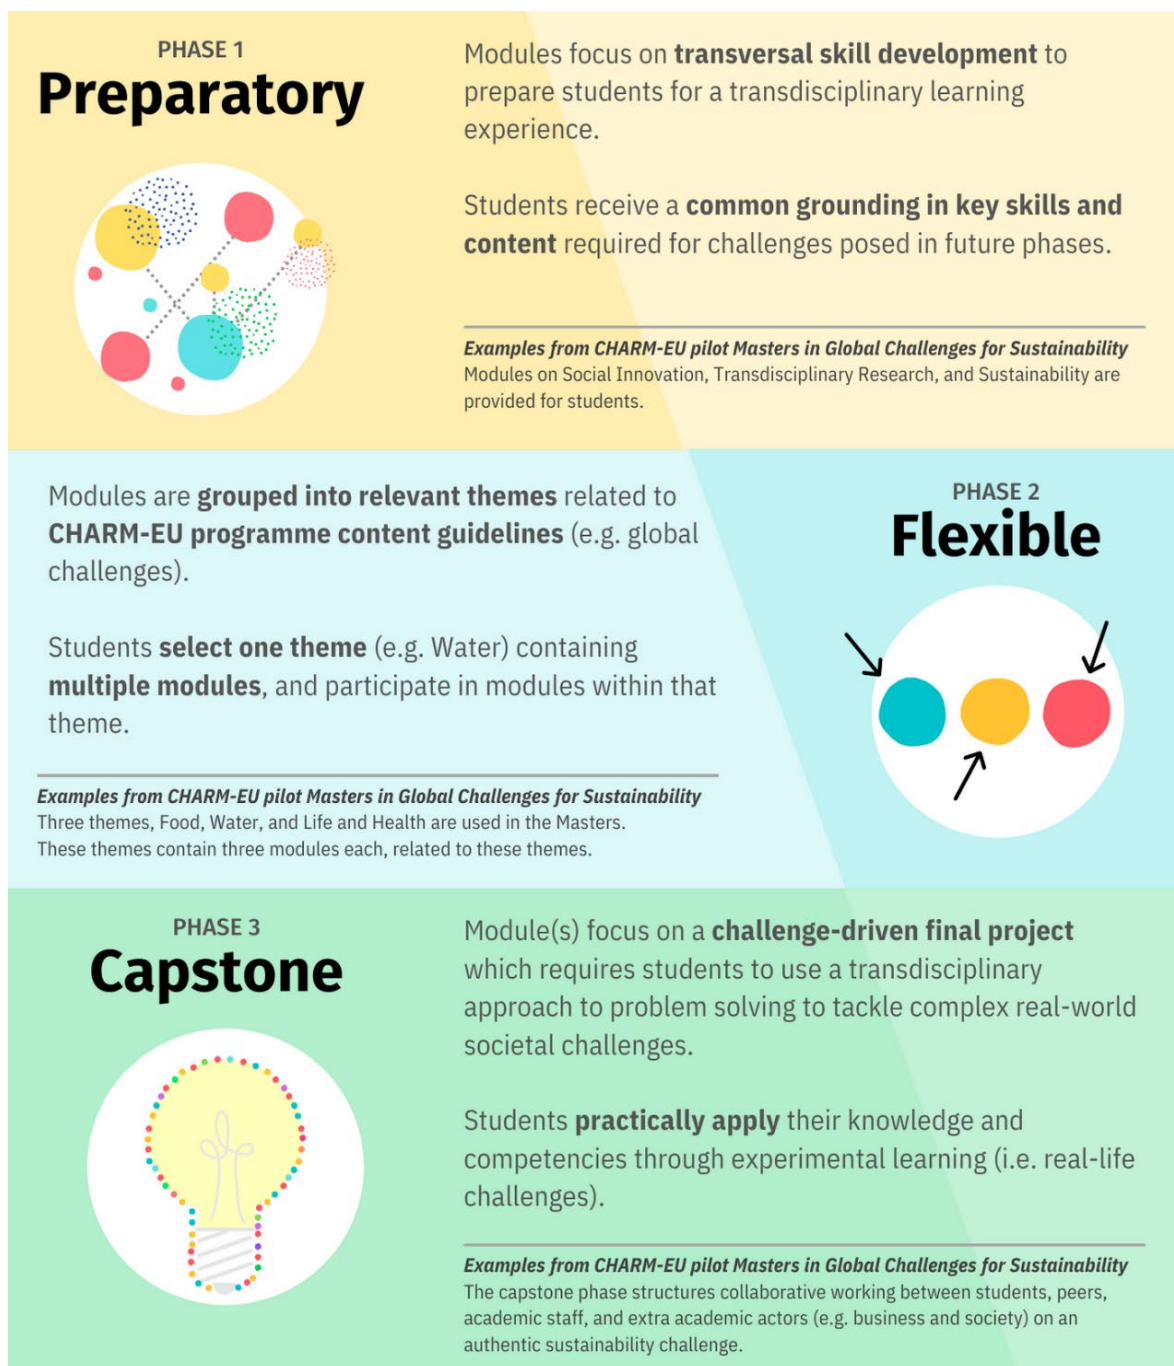 PHASE 1
Preparatory
Modules focus on transversal skill development to
prepare students for a transdisciplinary learning
experience.
Students receive a common grounding in key skills and
content required for challenges posed in future phases.
Examples from CHARM-EU pilot Masters in Global Challenges for Sustainability
Modules on Social Innovation, Transdisciplinary Research, and Sustainability are
provided for students.
PHASE 2
Flexible
Modules are grouped into relevant themes related to
CHARM-EU programme content guidelines (e.g. global
challenges).
Students select one theme (e.g. Water) containing
multiple modules, and participate in modules within that
theme.
Examples from CHARM-EU pilot Masters in Global Challenges for Sustainability
Three themes, Food, Water, and Life and Health are used in the Masters.
These themes contain three modules each, related to these themes.
PHASE 3
Capstone
Module(s) focus on a challenge-driven final project
which requires students to use a transdisciplinary
approach to problem solving to tackle complex real-world
societal challenges.
Students practically apply their knowledge and
competencies through experimental learning (i.e. real-life
challenges).
Examples from CHARM-EU pilot Masters in Global Challenges for Sustainability
The capstone phase structures collaborative working between students, peers,
academic staff, and extra academic actors (e.g. business and society) on an
authentic sustainability challenge.